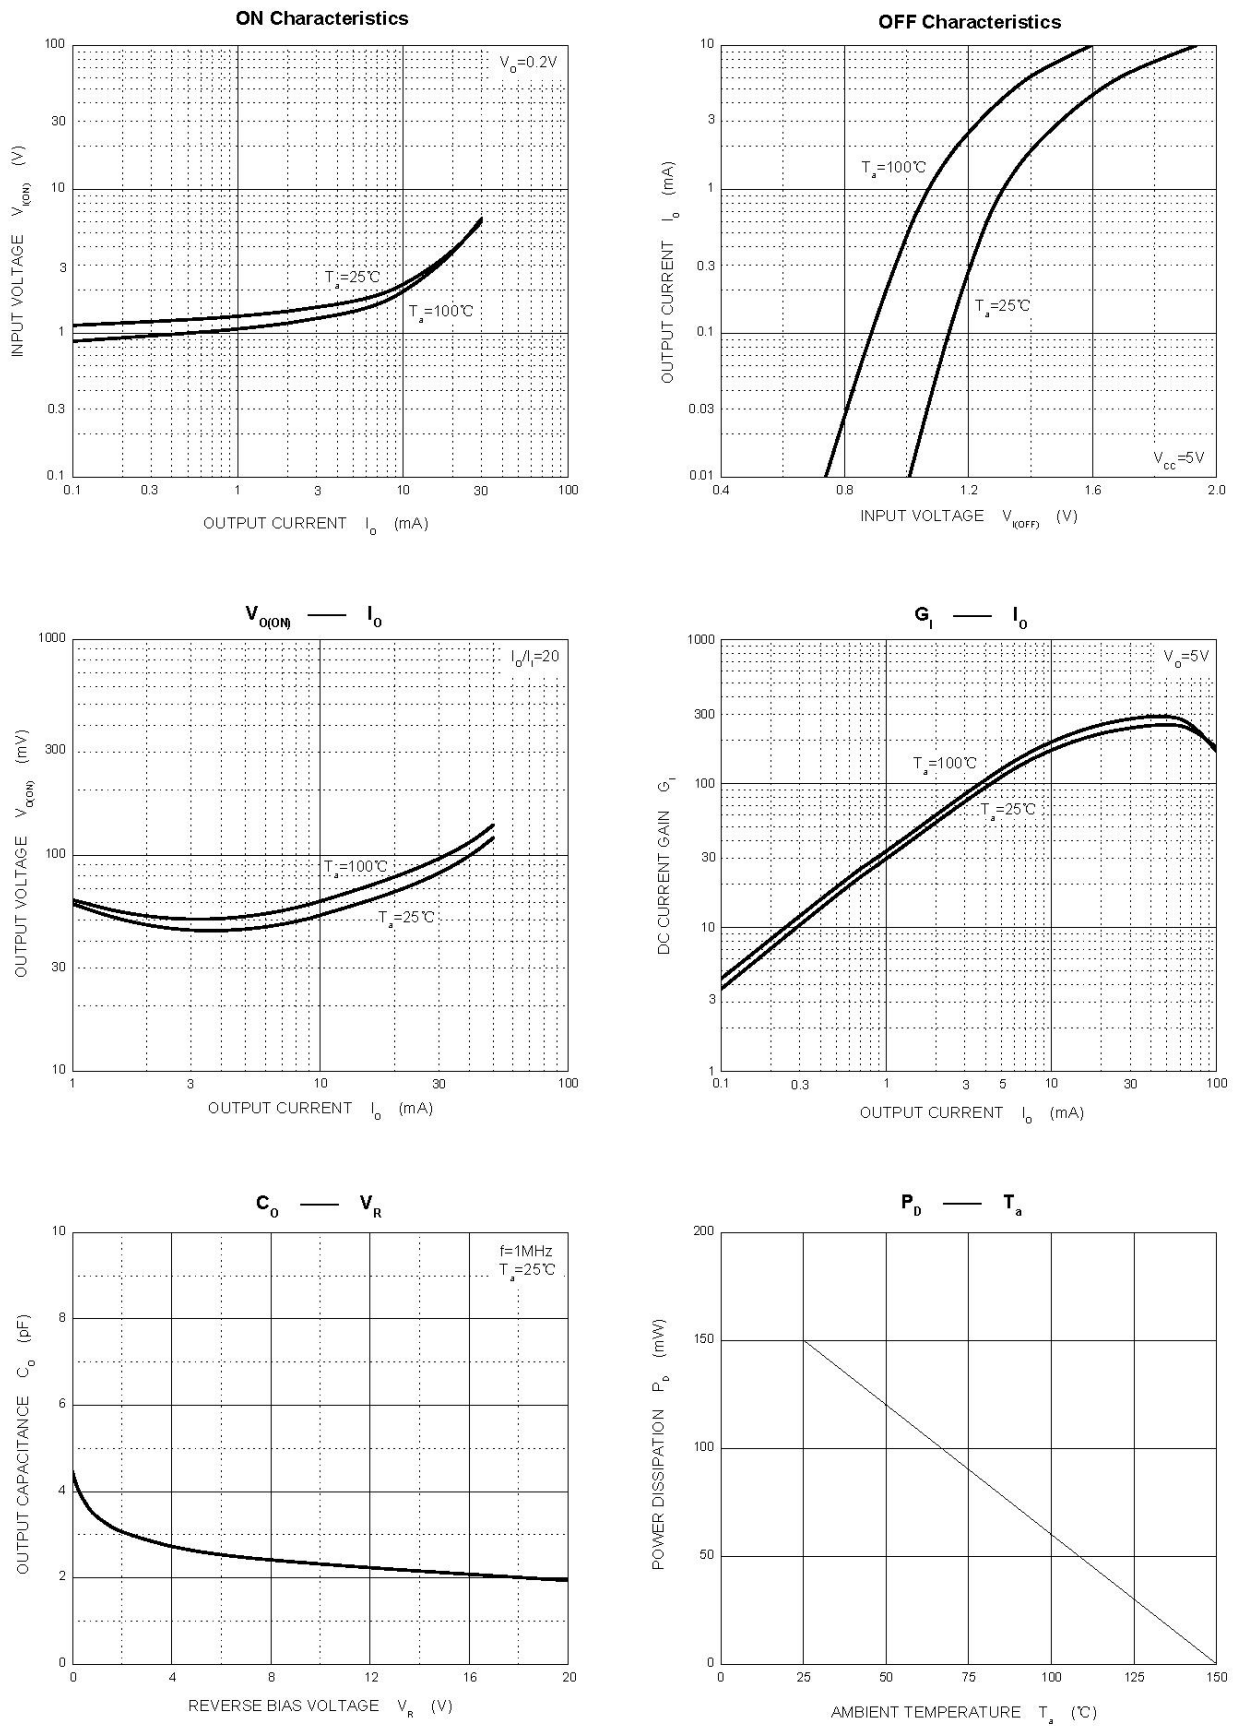 ON Characteristics
100
30
10
3
1
0.3
0.1
0.1
0.3
1
3
10
30
100
INPUT VOLTAGE VI(ON) (V)
OUTPUT CURRENT IO (mA)
VO=0.2V
Ta=25℃
Ta=100℃
OFF Characteristics
10
3
1
0.3
0.1
0.03
0.01
0.4
0.8
1.2
1.6
2.0
OUTPUT CURRENT IO (mA)
INPUT VOLTAGE VI(OFF) (V)
Ta=100℃
Ta=25℃
VCC=5V
VO(ON) —— IO
1000
300
100
30
10
1
3
10
30
100
OUTPUT VOLTAGE VO(ON) (mV)
OUTPUT CURRENT IO (mA)
IO/II=20
Ta=100℃
Ta=25℃
GI —— IO
1000
300
100
30
10
3
1
0.1
0.3
1
3
5
10
30
100
DC CURRENT GAIN GI
OUTPUT CURRENT IO (mA)
VO=5V
Ta=100℃
Ta=25℃
CO —— VR
10
8
6
4
2
0
0
4
8
12
16
20
OUTPUT CAPACITANCE CO (pF)
REVERSE BIAS VOLTAGE VR (V)
f=1MHz
Ta=25℃
PD —— Ta
200
150
100
50
0
0
25
50
75
100
125
150
POWER DISSIPATION PD (mW)
AMBIENT TEMPERATURE Ta (℃)